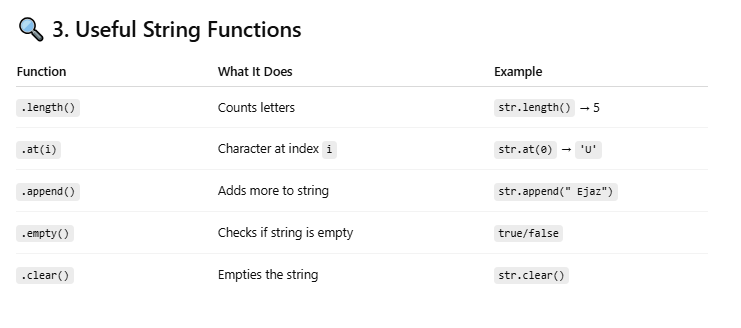 🔍 3. Useful String Functions
Function What It Does Example
.length() Counts letters str.length() → 5
.at(i) Character at index i str.at(0) → 'U'
.append() Adds more to string str.append(" Ejaz")
.empty() Checks if string is empty true/false
.clear() Empties the string str.clear()